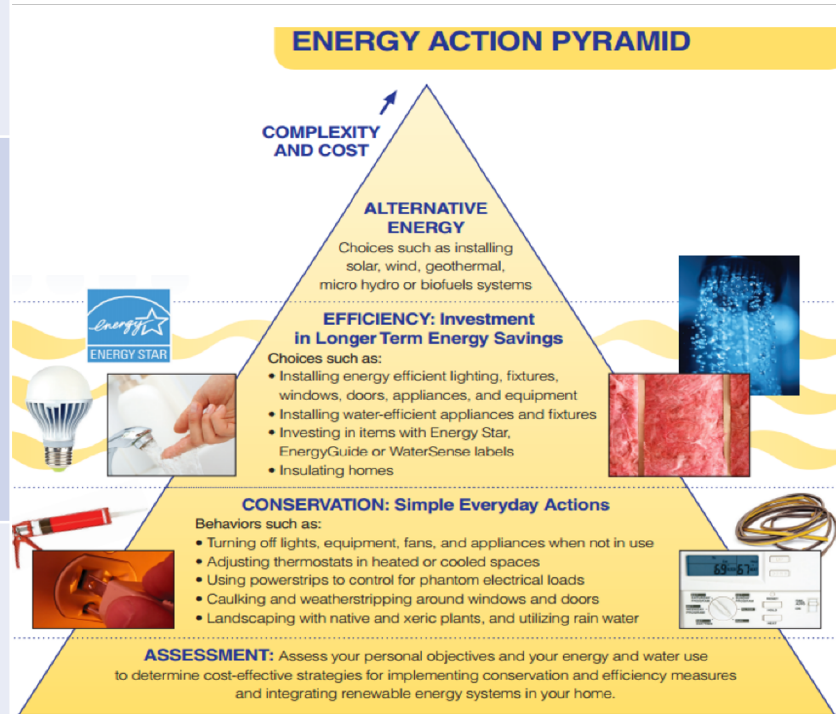 ENERGY ACTION PYRAMID
COMPLEXITY
AND COST
ALTERNATIVE
ENERGY
Choices such as installing
solar, wind, geothermal,
micro hydro or biofuels systems
energy
ENERGY STAR
EFFICIENCY: Investment
in Longer Term Energy Savings
Choices such as:
• Installing energy efficient lighting, fixtures,
windows, doors, appliances, and equipment
• Installing water-efficient appliances and fixtures
• Investing in items with Energy Star,
EnergyGuide or WaterSense labels
• Insulating homes
CONSERVATION: Simple Everyday Actions
Behaviors such as:
• Turning off lights, equipment, fans, and appliances when not in use
• Adjusting thermostats in heated or cooled spaces
• Using powerstrips to control for phantom electrical loads
• Caulking and weatherstripping around windows and doors
• Landscaping with native and xeric plants, and utilizing rain water
ASSESSMENT: Assess your personal objectives and your energy and water use
to determine cost-effective strategies for implementing conservation and efficiency measures
and integrating renewable energy systems in your home.